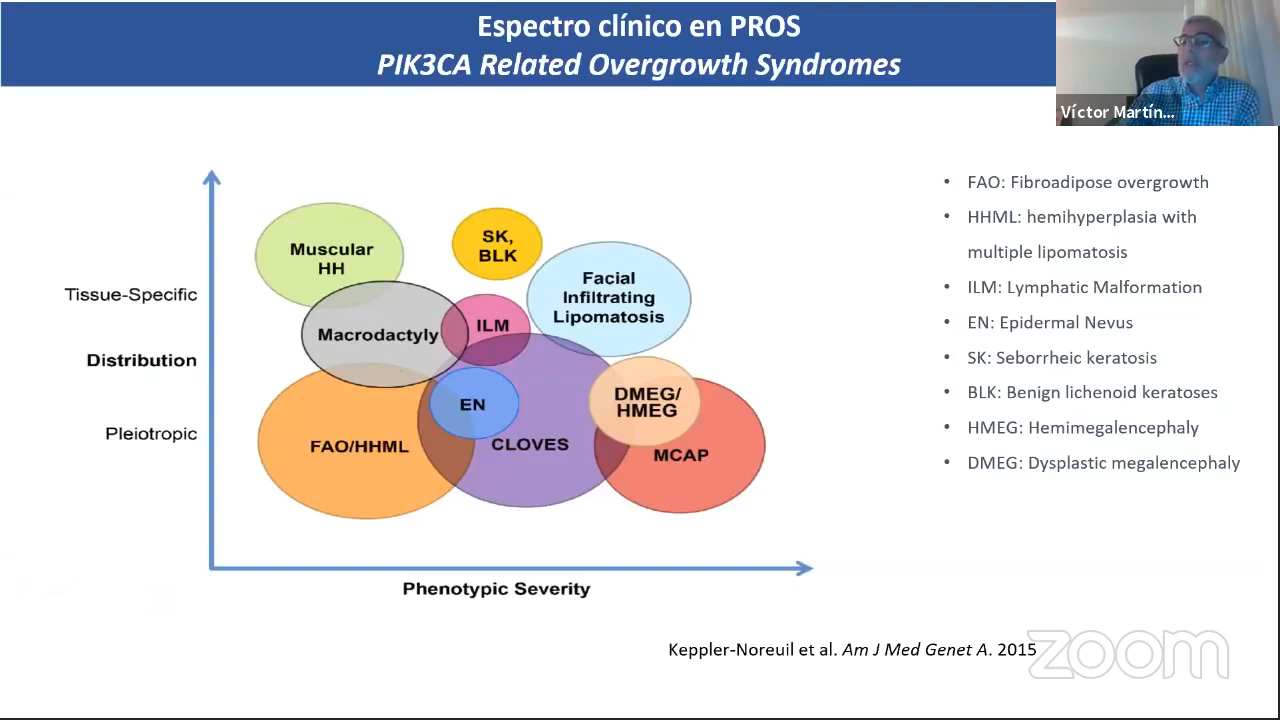 Espectro clínico en PROS
PIK3CA Related Overgrowth Syndromes
Víctor Martín...
Tissue-Specific
Distribution
Pleiotropic
Muscular
HH
SK,
BLK
Facial
Infiltrating
Lipomatosis
Macrodactyly
ILM
EN
DMEG/
HMEG
FAO/HHML
CLOVES
MCAP
Phenotypic Severity
• FAO: Fibroadipose overgrowth
• HHML: hemihyperplasia with
multiple lipomatosis
• ILM: Lymphatic Malformation
• EN: Epidermal Nevus
• SK: Seborrheic keratosis
• BLK: Benign lichenoid keratoses
• HMEG: Hemimegalencephaly
• DMEG: Dysplastic megalencephaly
Keppler-Noreuil et al. Am J Med Genet A. 2015
zoom